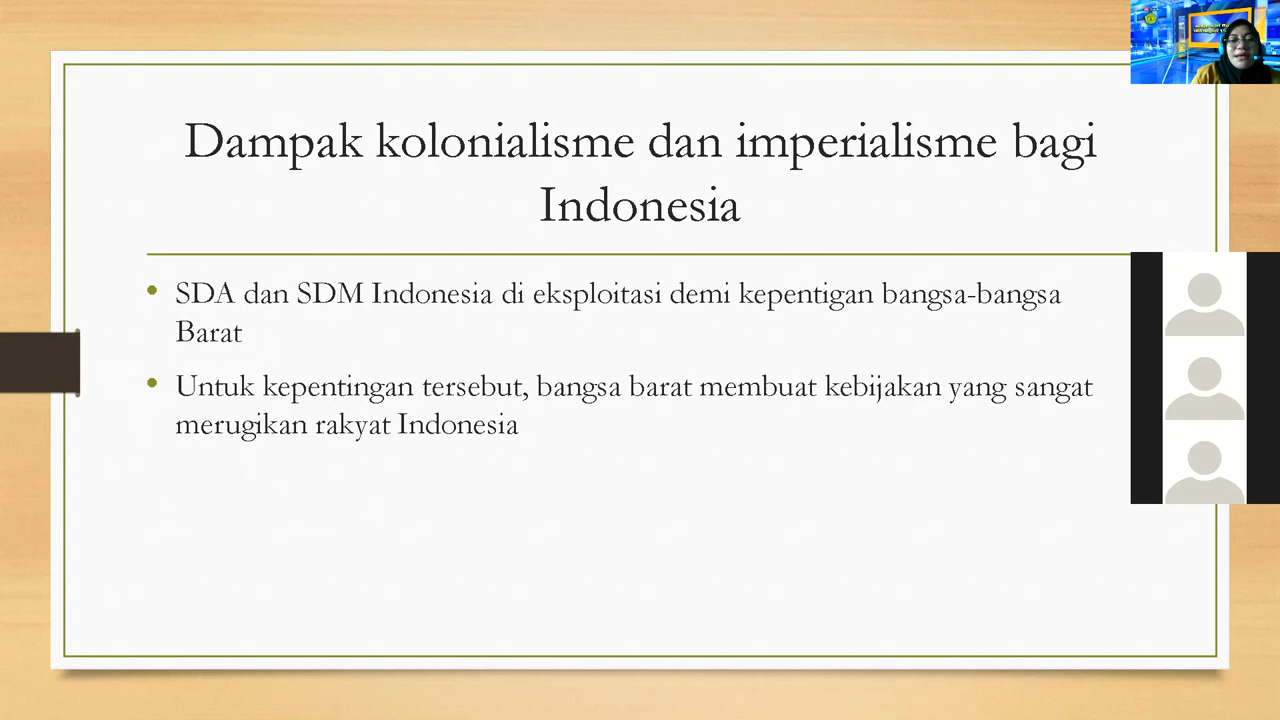 Dampak kolonialisme dan imperialisme bagi
Indonesia
SDA dan SDM Indonesia di eksploitasi demi kepentigan bangsa-bangsa
Barat
Untuk kepentingan tersebut, bangsa barat membuat kebijakan yang sangat
merugikan rakyat Indonesia